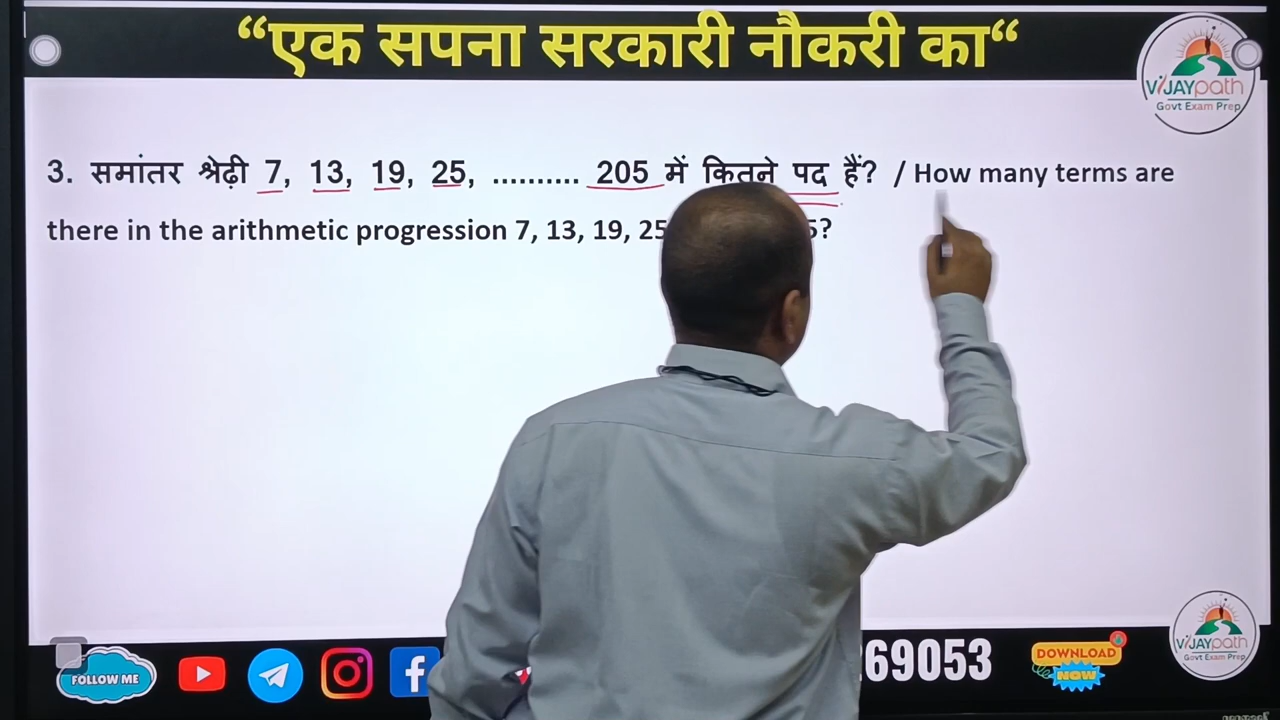 “एक सपना सरकारी नौकरी का“
VIJAYpath
Govt Exam Prep
3. समांतर श्रेढ़ी 7, 13, 19, 25, .......... 205 में कितने पद हैं? / How many terms are
there in the arithmetic progression 7, 13, 19, 25 5?
FOLLOW ME
69053
DOWNLOAD
NOW
VIJAYpath
Govt Exam Prep